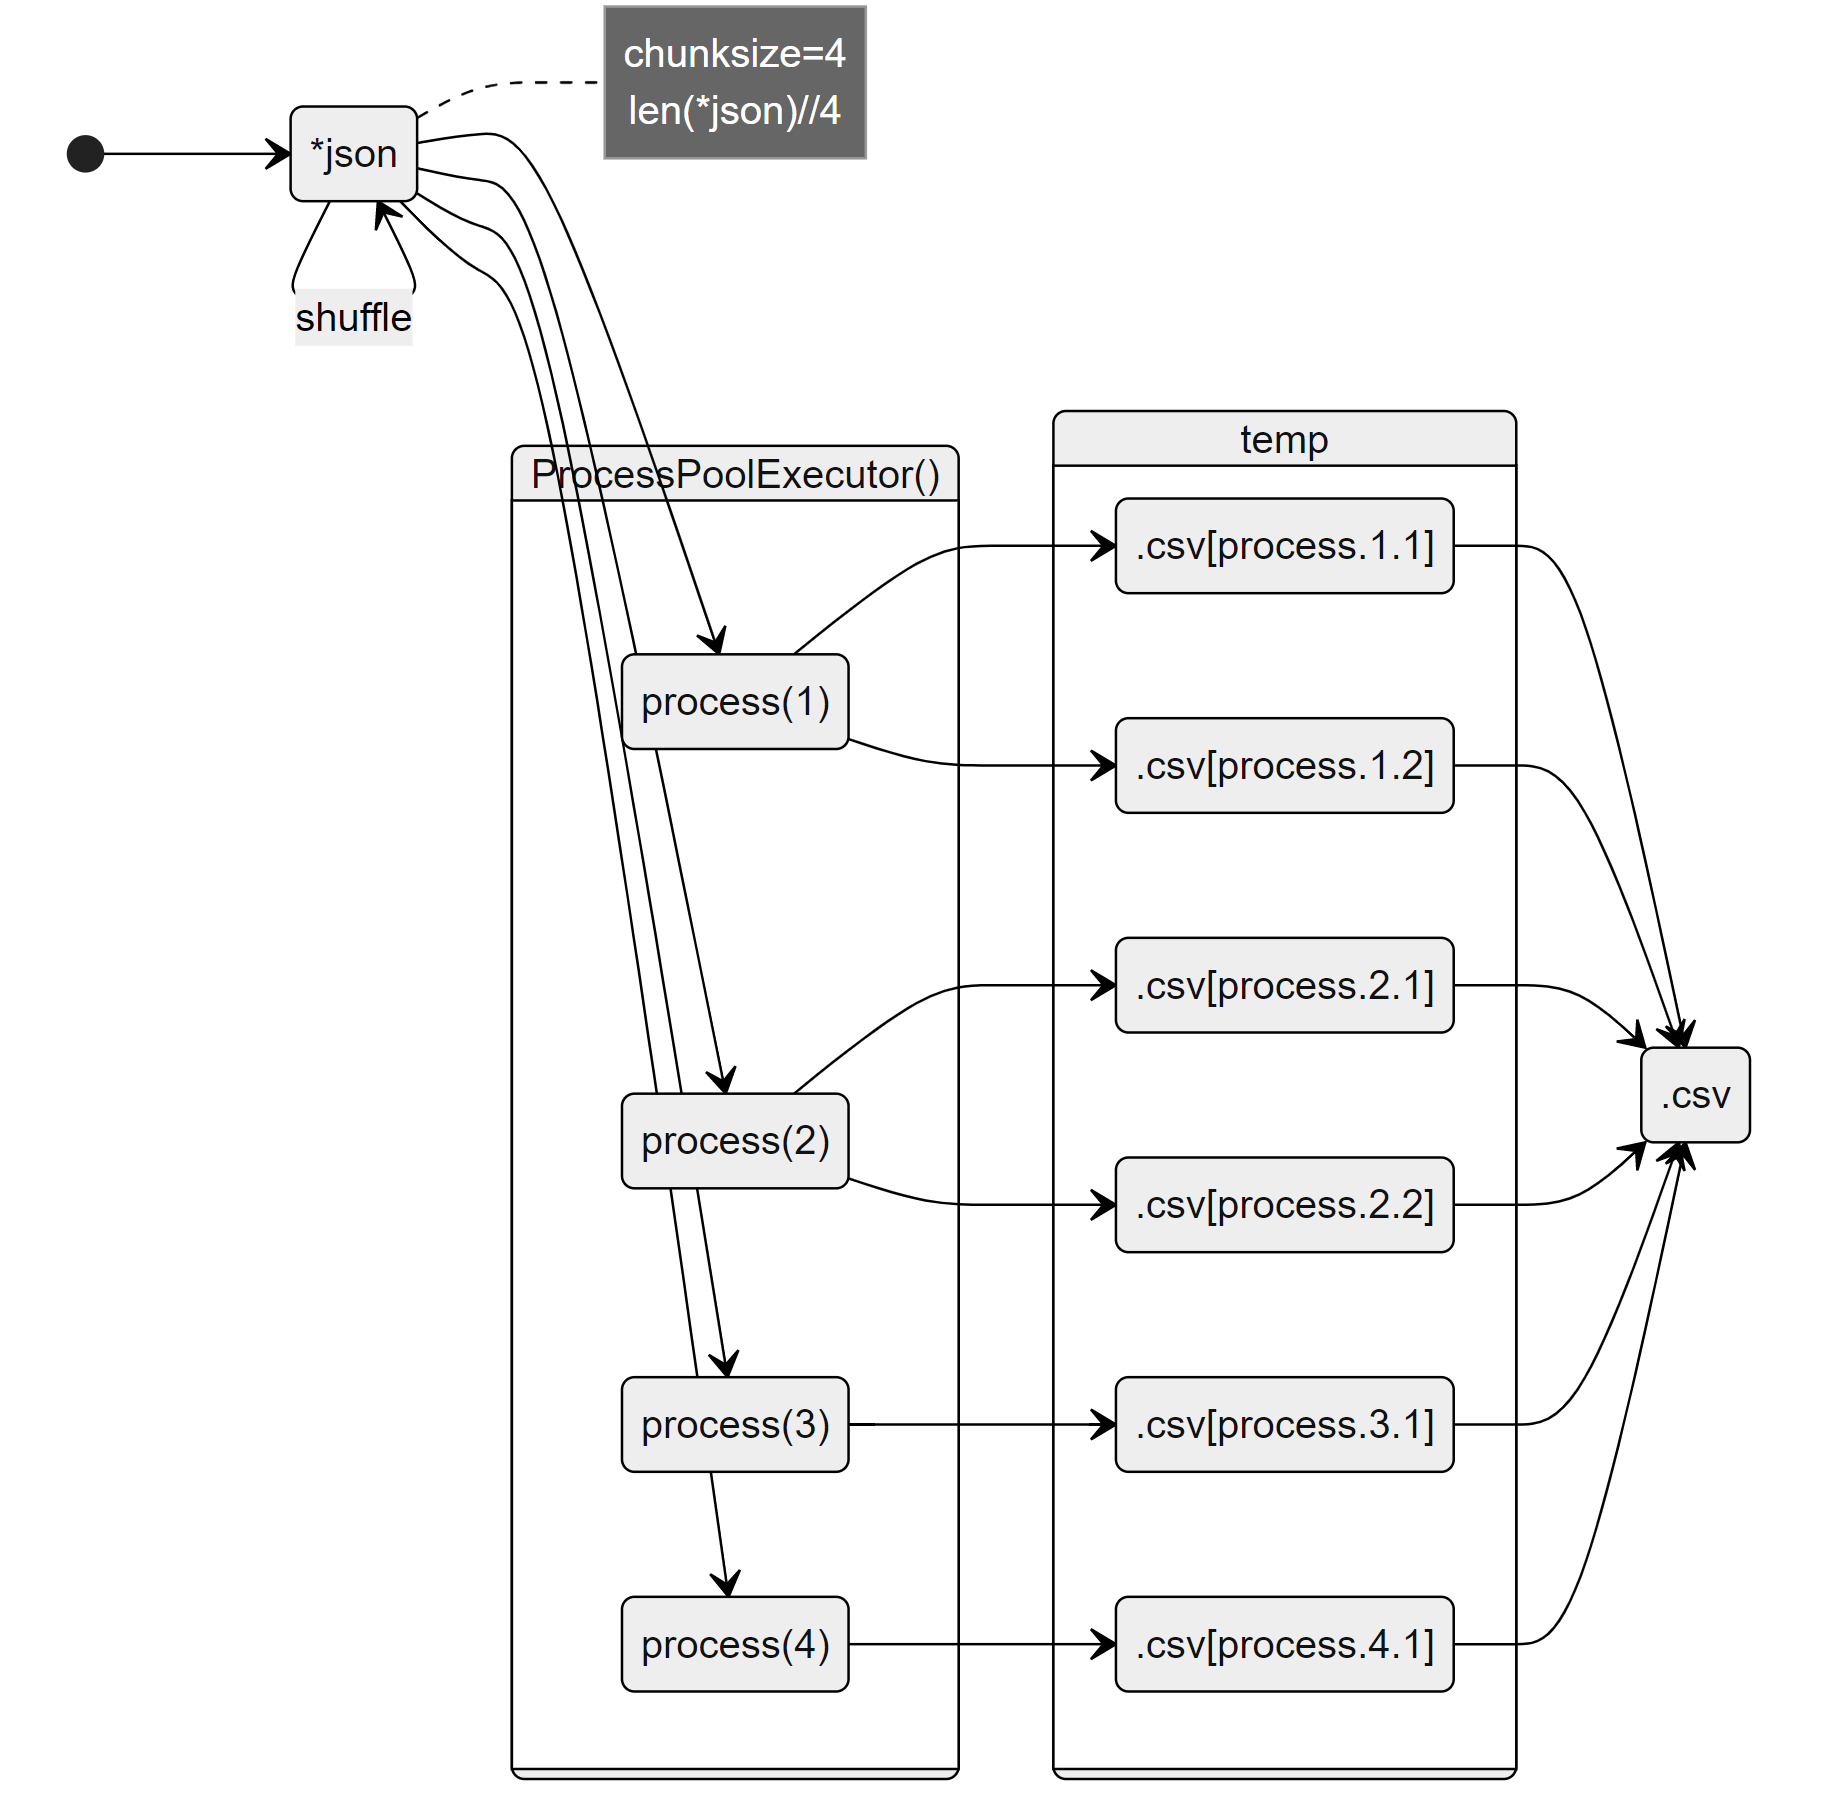 chunksize=4
len(*json)//4
*json
shuffle
ProcessPoolExecutor()
process(1)
process(2)
process(3)
process(4)
temp
.csv[process.1.1]
.csv[process.1.2]
.csv[process.2.1]
.csv[process.2.2]
.csv[process.3.1]
.csv[process.4.1]
.csv